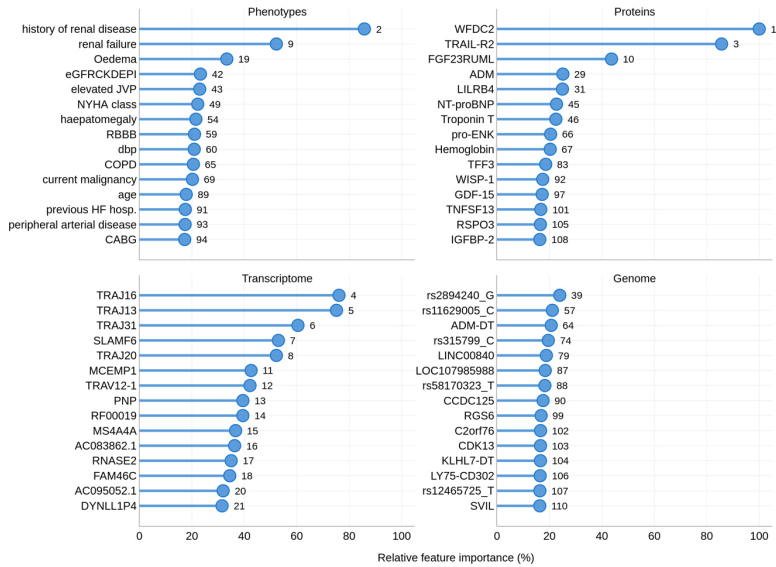 Phenotypes
history of renal disease 2
renal failure 9
Oedema 19
eGFRCKDEPI 42
elevated JVP 43
NYHA class 49
haepatomegaly 54
RBBB 59
dbp 60
COPD 65
current malignancy 69
age 89
previous HF hosp. 91
peripheral arterial disease 93
CABG 94
Proteins
WFDC2 1
TRAIL-R2 3
FGF23RUML 10
ADM 29
LILRB4 31
NT-proBNP 45
Troponin T 46
pro-ENK 66
Hemoglobin 67
TFF3 83
WISP-1 92
GDF-15 97
TNFSF13 101
RSPO3 105
IGFBP-2 108
Transcriptome
TRAJ16 4
TRAJ13 5
TRAJ31 6
SLAMF6 7
TRAJ20 8
MCEMP1 11
TRAV12-1 12
PNP 13
RF00019 14
MS4A4A 15
AC083862.1 16
RNASE2 17
FAM46C 18
AC095052.1 20
DYNLL1P4 21
0 20 40 60 80 100
Genome
rs2894240_G 39
rs11629005_C 57
ADM-DT 64
rs315799_C 74
LINC00840 79
LOC107985988 87
rs58170323_T 88
CCDC125 90
RGS6 99
C2orf76 102
CDK13 103
KLHL7-DT 104
LY75-CD302 106
rs12465725_T 107
SVIL 110
0 20 40 60 80 100
Relative feature importance (%)